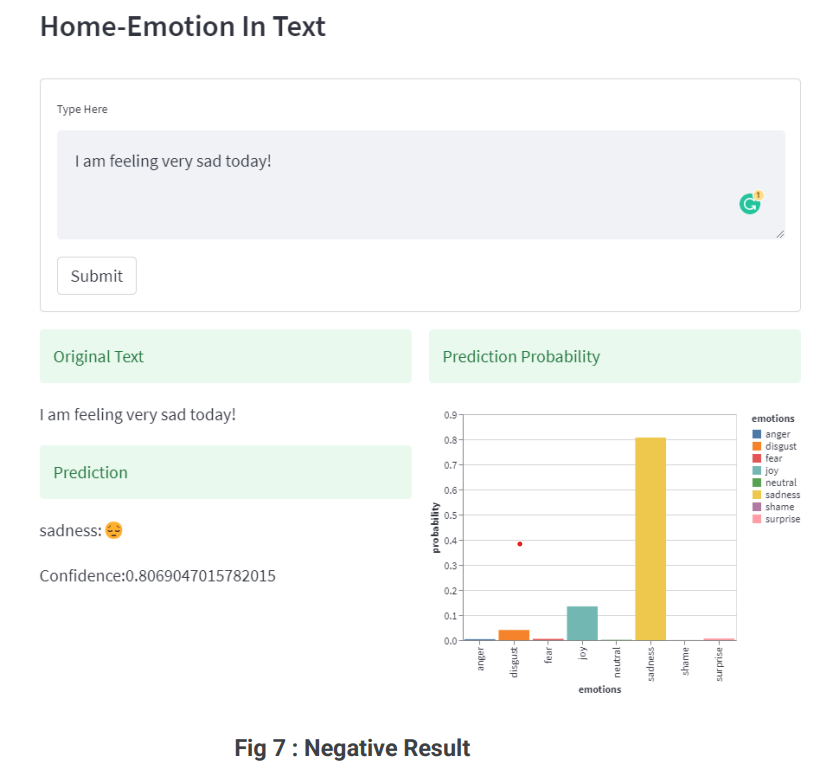 Home-Emotion In Text
Type Here
I am feeling very sad today!
1
Submit
Original Text
Prediction Probability
I am feeling very sad today!
Prediction
sadness:😔
Confidence:0.8069047015782015
probability
0.9
0.8
0.7
0.6
0.5
0.4
0.3
0.2
0.1
0.0
anger
disgust
fear
joy
neutral
sadness
shame
surprise
emotions
emotions
anger
disgust
fear
joy
neutral
sadness
shame
surprise
Fig 7 : Negative Result